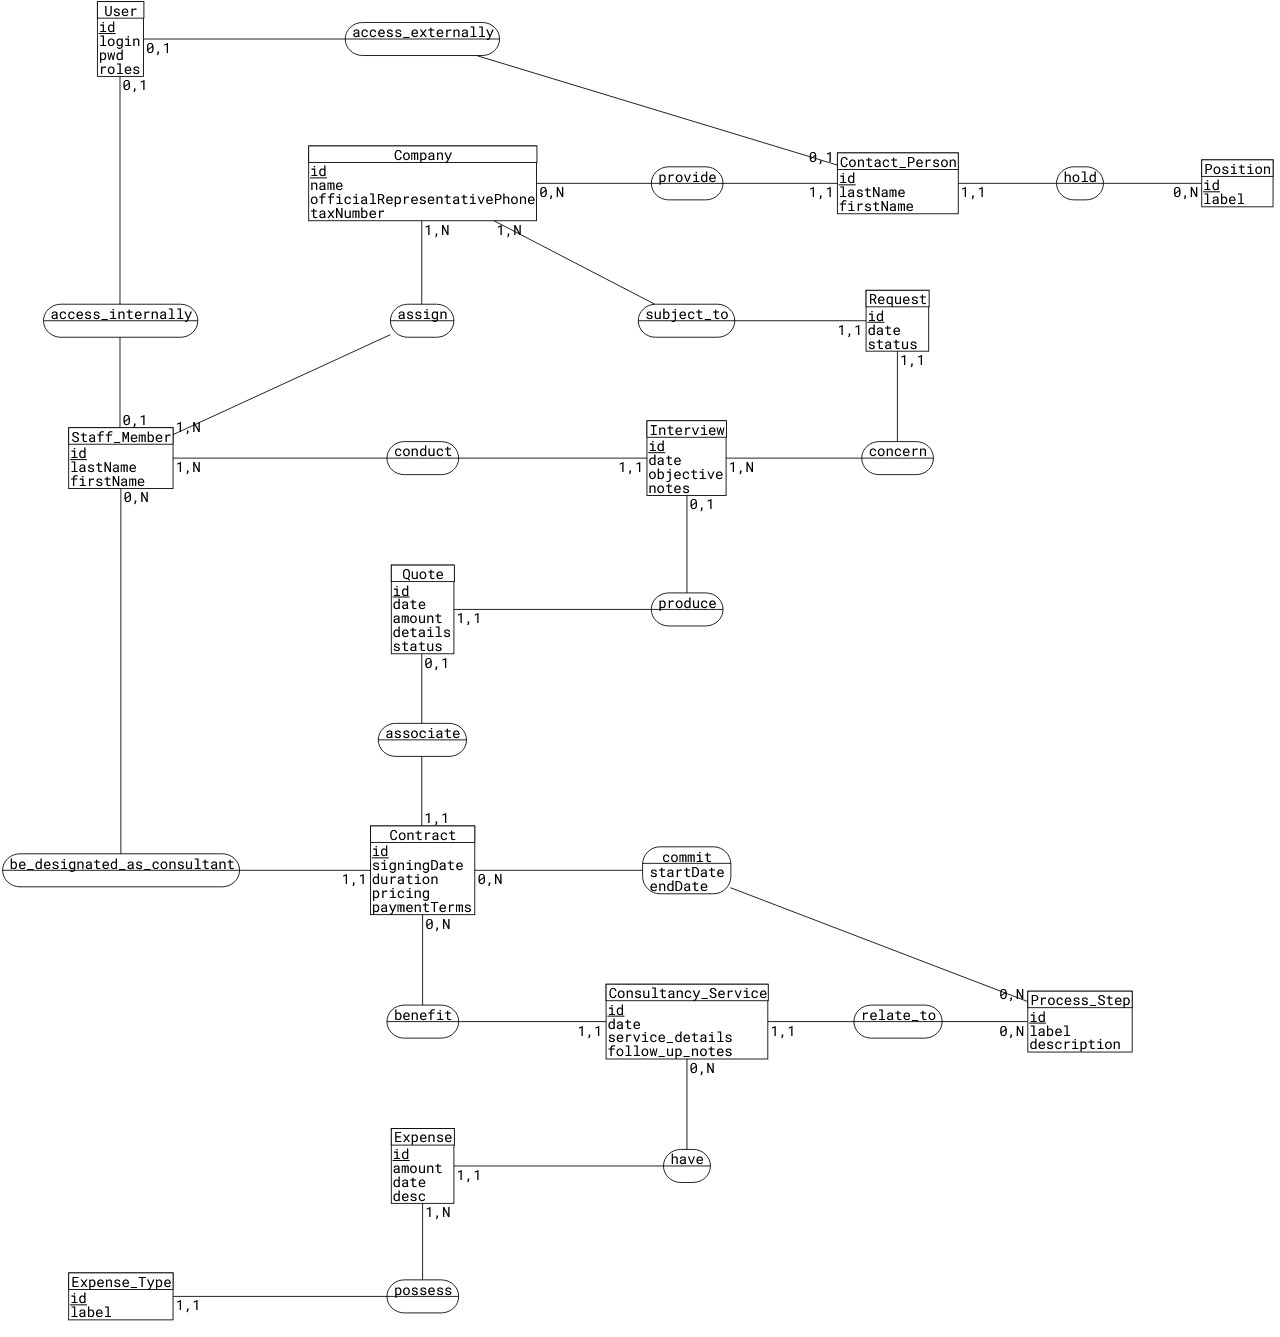 User
id
login
pwd
roles
0,1
0,1
access_externally
Company
id
name
officialRepresentativePhone
taxNumber
0,N
1,N
1,N
provide
0,1
1,1
Contact_Person
id
lastName
firstName
1,1
hold
0,N
Position
id
label
access_internally
assign
subject_to
1,1
Request
id
date
status
1,1
0,1
1,N
Staff_Member
id
lastName
firstName
1,N
0,N
conduct
1,1
Interview
id
date
objective
notes
1,N
0,1
concern
Quote
id
date
amount
details
status
1,1
0,1
produce
associate
1,1
Contract
id
signingDate
duration
pricing
paymentTerms
be_designated_as_consultant
1,1
0,N
0,N
commit
startDate
endDate
benefit
1,1
Consultancy_Service
id
date
service_details
follow_up_notes
1,1
0,N
relate_to
0,N
0,N
Process_Step
id
label
description
Expense
id
amount
date
desc
1,1
1,N
have
Expense_Type
id
label
1,1
possess